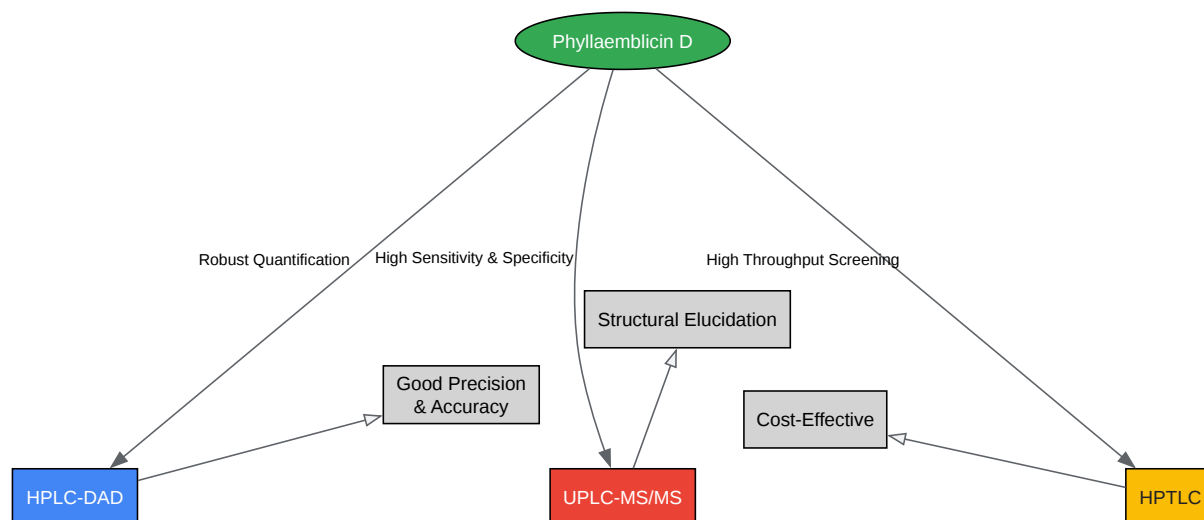 Phyllaemblicin D
Robust Quantification
High Sensitivity & Specificity
High Throughput Screening
Structural Elucidation
Good Precision
& Accuracy
Cost-Effective
HPLC-DAD
UPLC-MS/MS
HPTLC